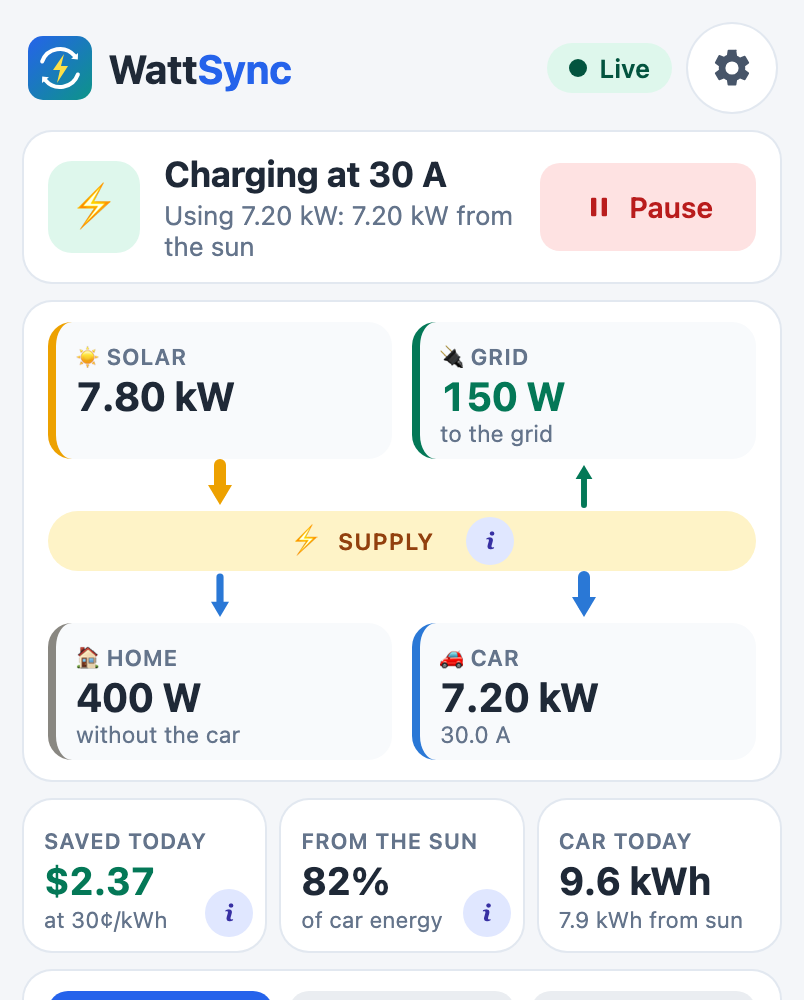 WattSync
Live
Charging at 30 A
Using 7.20 kW: 7.20 kW from
the sun
Pause
SOLAR
7.80 kW
GRID
150 W
to the grid
SUPPLY
i
HOME
400 W
without the car
CAR
7.20 kW
30.0 A
SAVED TODAY
$2.37
at 30¢/kWh
i
FROM THE SUN
82%
of car energy
i
CAR TODAY
9.6 kWh
7.9 kWh from sun